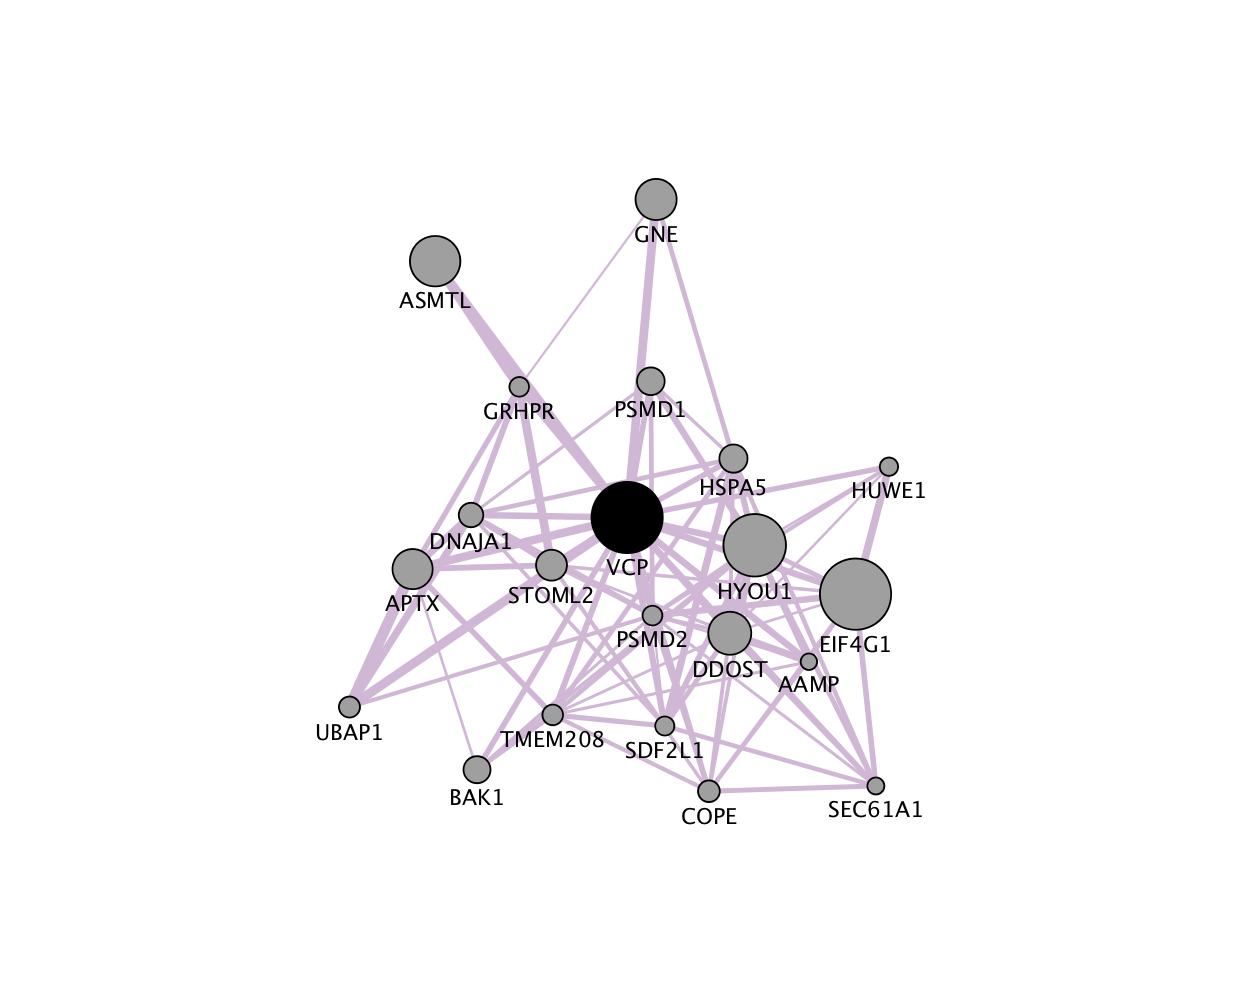 GNE
ASMTL
GRHPR
PSMD1
HSPA5
HUWE1
DNAJA1
VCP
HYOU1
APTX
STOML2
PSMD2
EIF4G1
DDOST
AAMP
UBAP1
TMEM208
SDF2L1
BAK1
COPE
SEC61A1